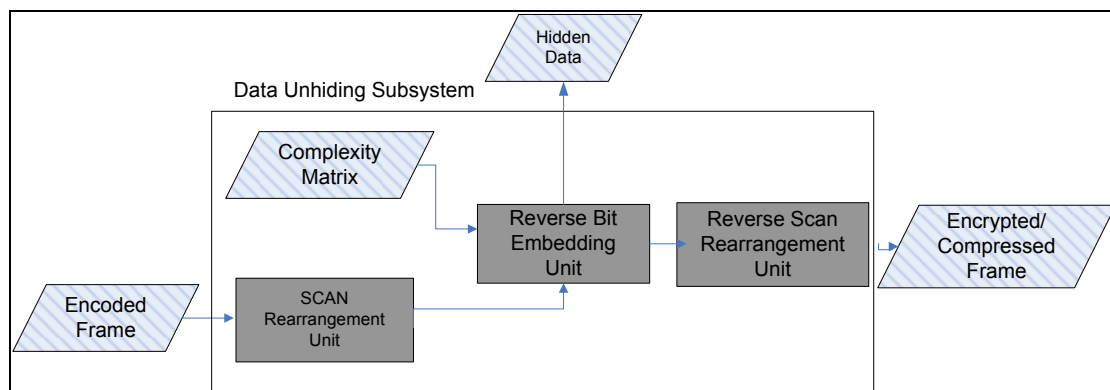 Hidden
Data
Data Unhiding Subsystem
Complexity
Matrix
Reverse Bit
Embedding
Unit
Reverse Scan
Rearrangement
Unit
Encrypted/
Compressed
Frame
Encoded
Frame
SCAN
Rearrangement
Unit